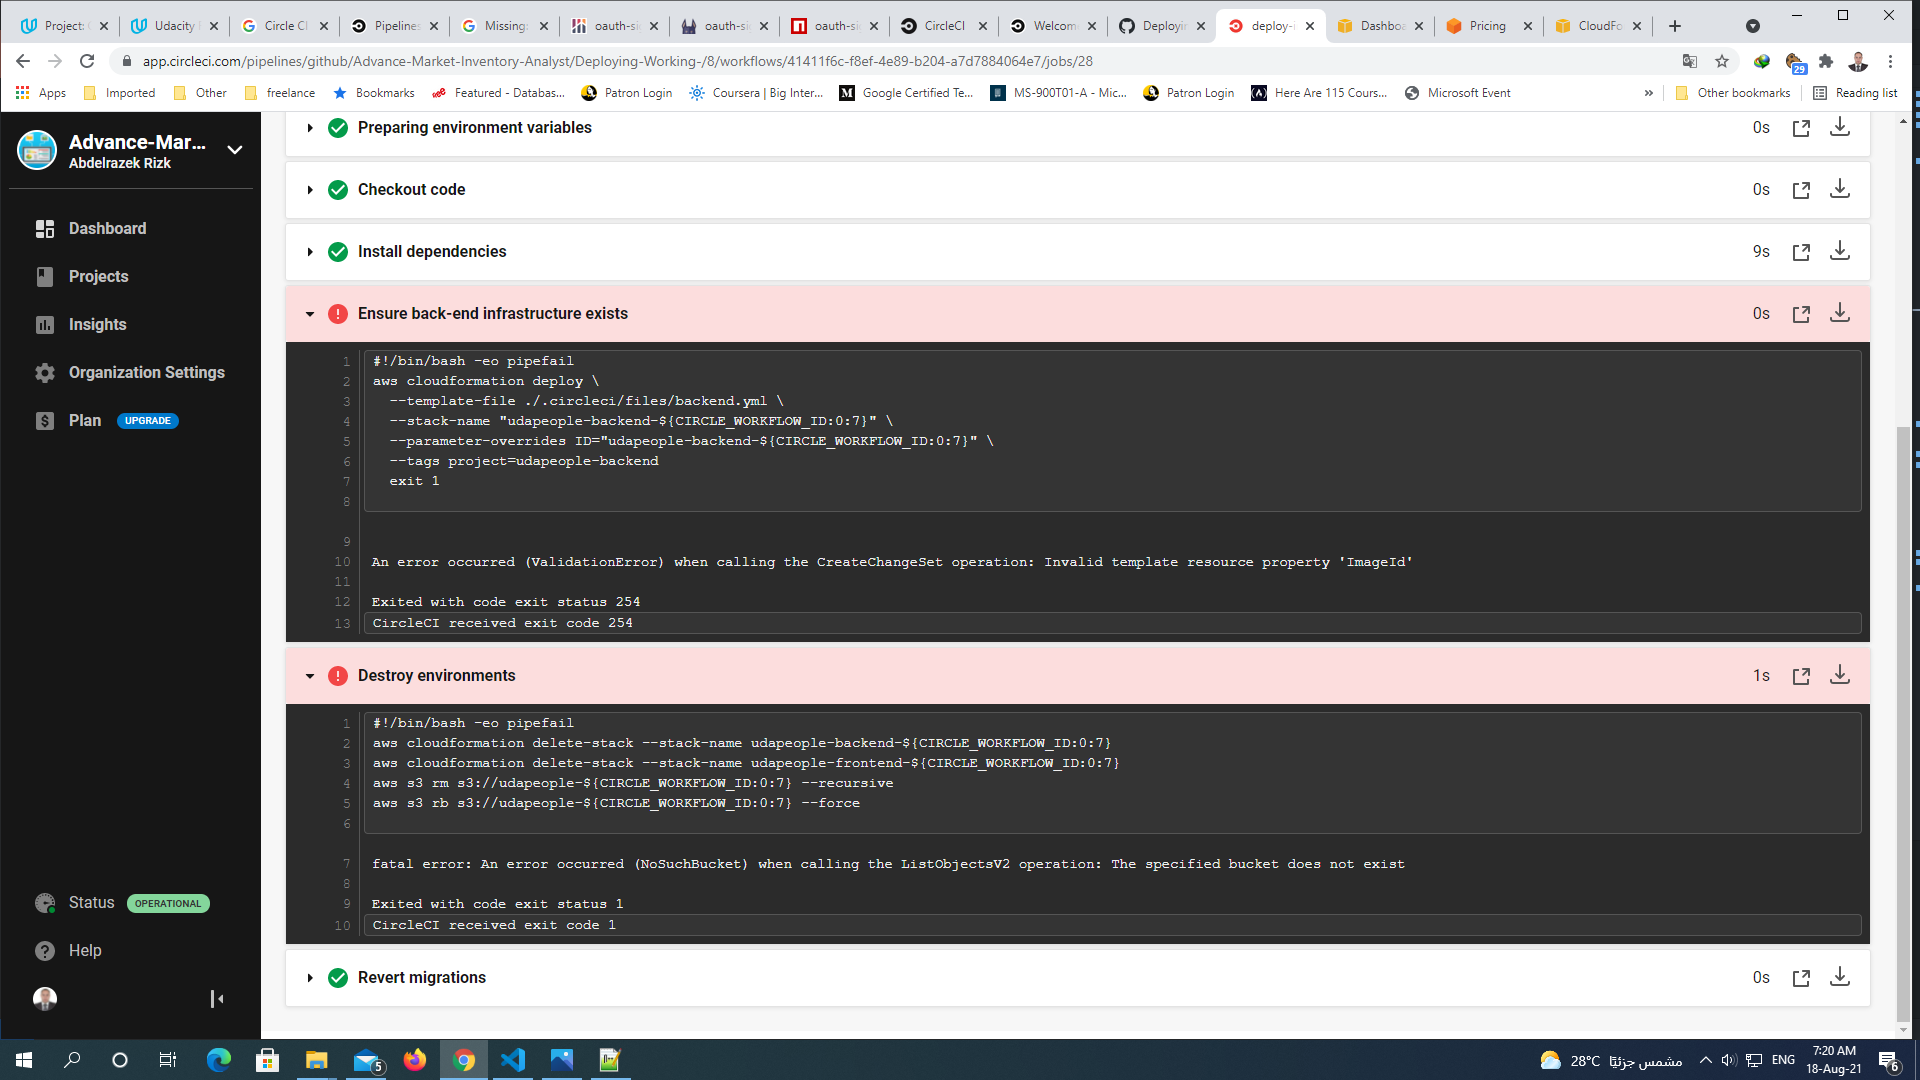 Project: C
Udacity
Circle CI
Pipelines
Missing:
oauth-si
oauth-si
oauth-si
CircleCI
Welcom
Deployin
deploy-i
Dashboa
Pricing
CloudFo
app.circleci.com/pipelines/github/Advance-Market-Inventory-Analyst/Deploying-Working-/8/workflows/41411f6c-f8ef-4e89-b204-a7d7884064e7/jobs/28
29
Apps
Imported
Other
freelance
Bookmarks
Featured - Databas...
Patron Login
Coursera | Big Inter...
Google Certified Te...
MS-900T01-A - Mic...
Patron Login
Here Are 115 Cours...
Microsoft Event
»
Other bookmarks
Reading list
Advance-Mar...
Abdelrazek Rizk
Dashboard
Projects
Insights
Organization Settings
Plan UPGRADE
Status OPERATIONAL
Help
Preparing environment variables 0s
Checkout code 0s
Install dependencies 9s
Ensure back-end infrastructure exists 0s
1 #!/bin/bash -eo pipefail
2 aws cloudformation deploy \
3 --template-file ./.circleci/files/backend.yml \
4 --stack-name "udapeople-backend-${CIRCLE_WORKFLOW_ID:0:7}" \
5 --parameter-overrides ID="udapeople-backend-${CIRCLE_WORKFLOW_ID:0:7}" \
6 --tags project=udapeople-backend
7 exit 1
8
9
10 An error occurred (ValidationError) when calling the CreateChangeSet operation: Invalid template resource property 'ImageId'
11
12 Exited with code exit status 254
13 CircleCI received exit code 254
Destroy environments 1s
1 #!/bin/bash -eo pipefail
2 aws cloudformation delete-stack --stack-name udapeople-backend-${CIRCLE_WORKFLOW_ID:0:7}
3 aws cloudformation delete-stack --stack-name udapeople-frontend-${CIRCLE_WORKFLOW_ID:0:7}
4 aws s3 rm s3://udapeople-${CIRCLE_WORKFLOW_ID:0:7} --recursive
5 aws s3 rb s3://udapeople-${CIRCLE_WORKFLOW_ID:0:7} --force
6
7 fatal error: An error occurred (NoSuchBucket) when calling the ListObjectsV2 operation: The specified bucket does not exist
8
9 Exited with code exit status 1
10 CircleCI received exit code 1
Revert migrations 0s
5
28°C مشمس جزئيًا
ENG
7:20 AM
18-Aug-21
6